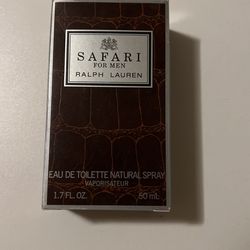 SAFARI
FOR MEN
RALPH LAUREN
EAU DE TOILETTE NATURAL SPRAY
VAPORISATEUR
1.7 FL. OZ. 50 mL